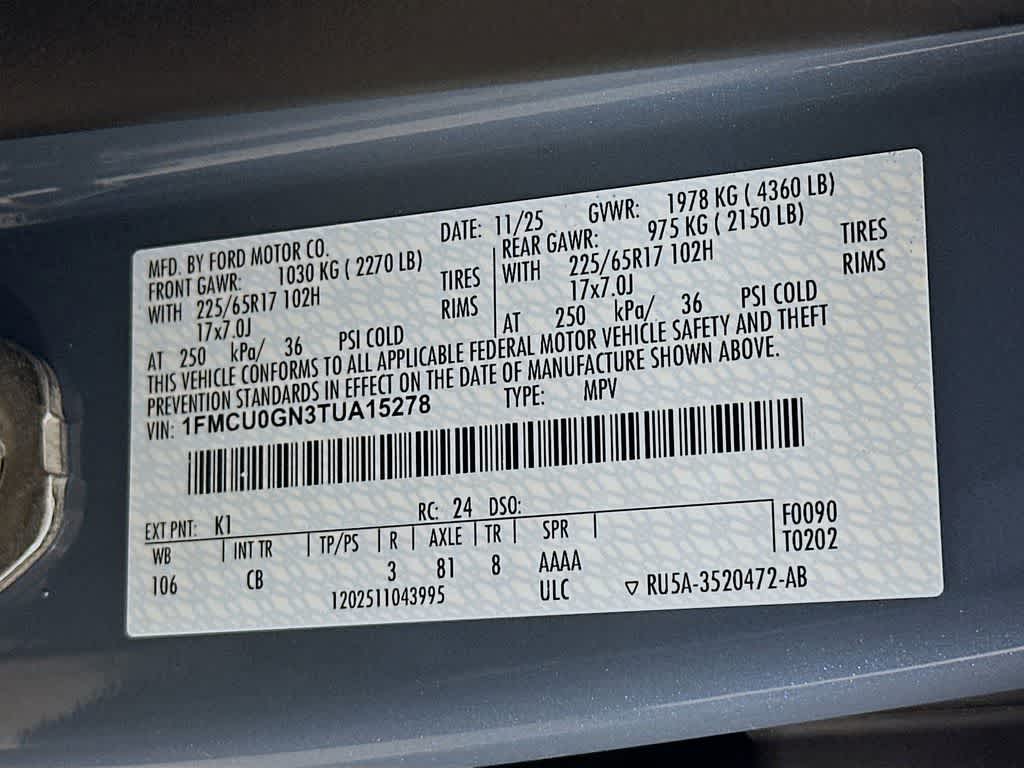 MFD. BY FORD MOTOR CO. DATE: 11/25 GVWR: 1978 KG ( 4360 LB)
FRONT GAWR: 1030 KG ( 2270 LB) REAR GAWR: 975 KG ( 2150 LB)
WITH 225/65R17 102H TIRES WITH 225/65R17 102H TIRES
17x7.0J RIMS 17x7.0J RIMS
AT 250 kPa/ 36 PSI COLD AT 250 kPa/ 36 PSI COLD
THIS VEHICLE CONFORMS TO ALL APPLICABLE FEDERAL MOTOR VEHICLE SAFETY AND THEFT
PREVENTION STANDARDS IN EFFECT ON THE DATE OF MANUFACTURE SHOWN ABOVE.
VIN: 1FMCU0GN3TUA15278 TYPE: MPV
EXT PNT: K1 RC: 24 DSO: F0090
WB INT TR TP/PS R AXLE TR SPR T0202
106 CB 3 81 8 AAAA
1202511043995 ULC ▽ RU5A-3520472-AB